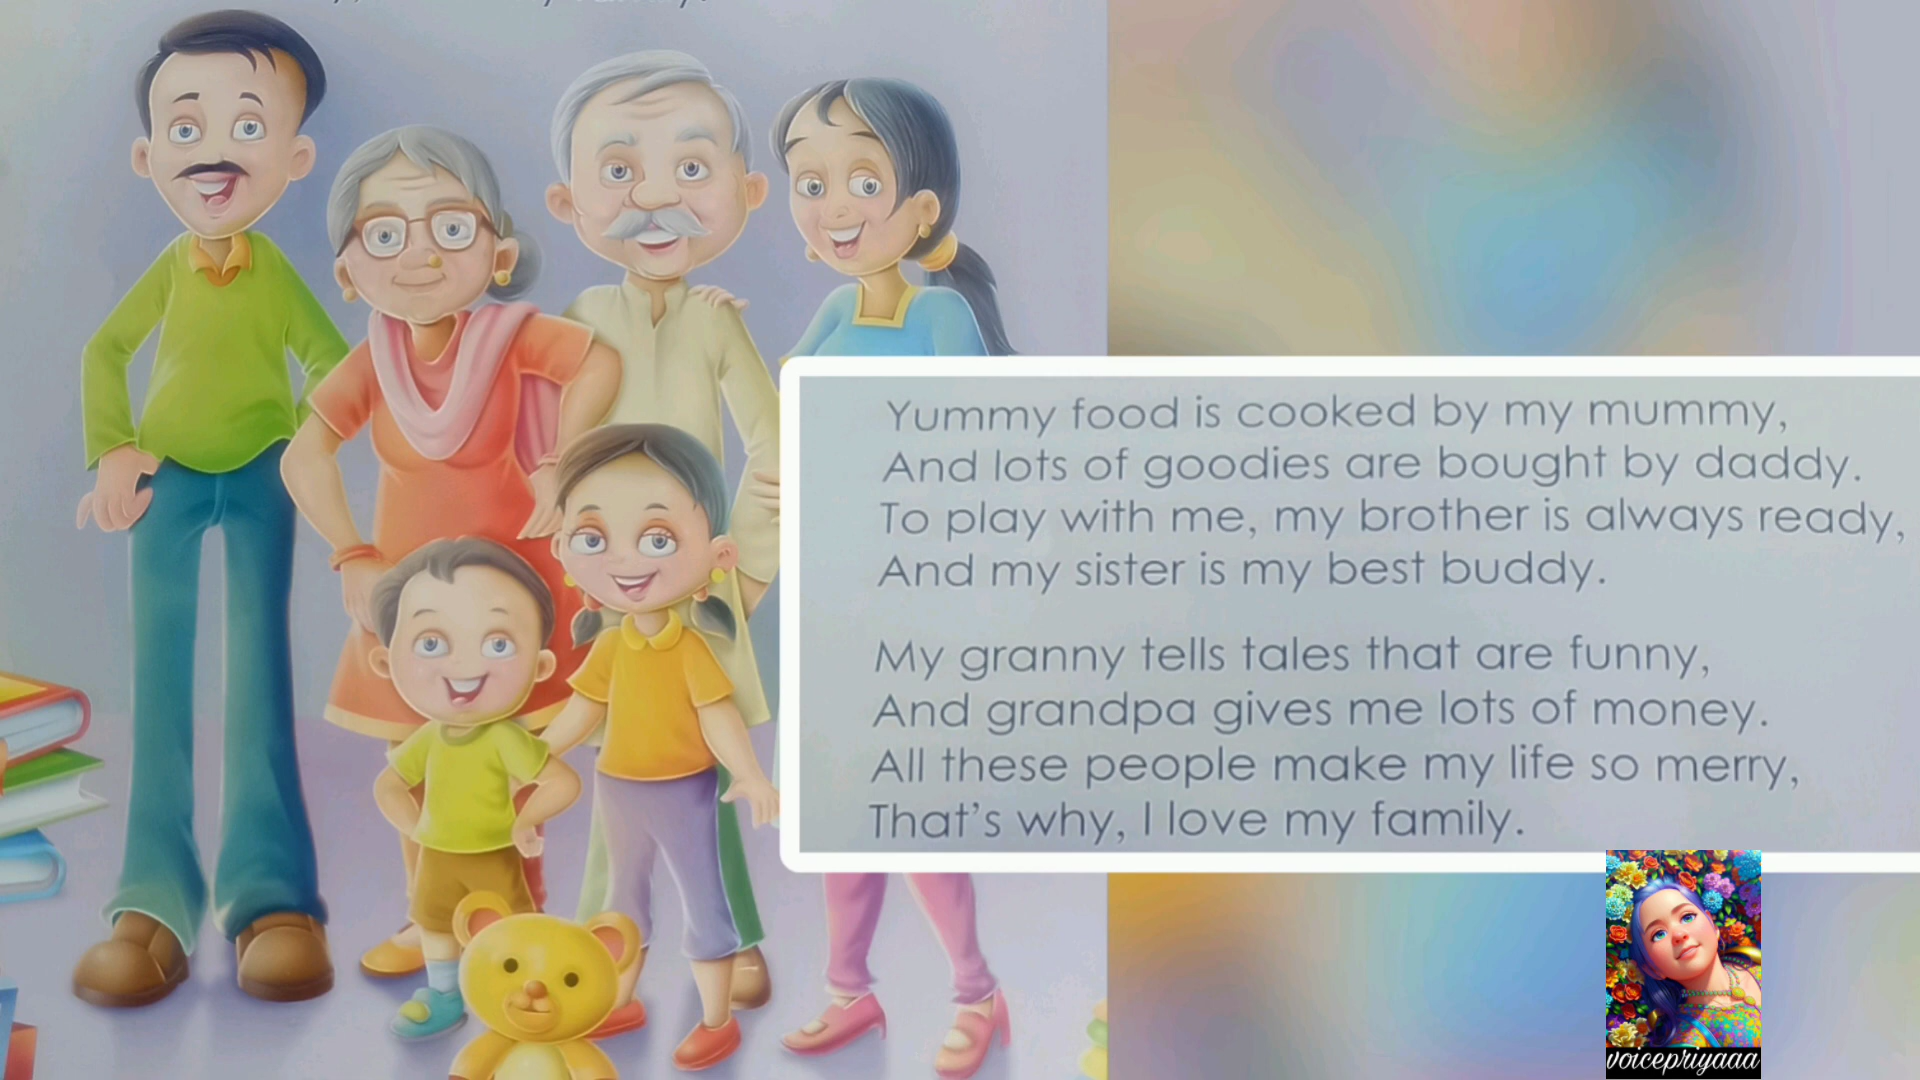 Yummy food is cooked by my mummy,
And lots of goodies are bought by daddy.
To play with me, my brother is always ready,
And my sister is my best buddy.
My granny tells tales that are funny,
And grandpa gives me lots of money.
All these people make my life so merry,
That's why, I love my family.
voicepriyaaa